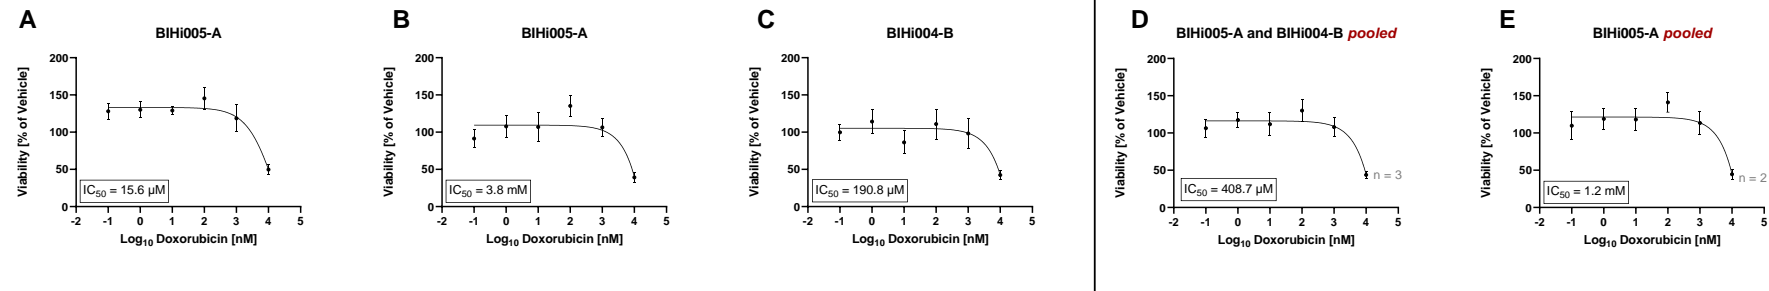 A
BIHi005-A
Viability [% of Vehicle]
200
150
100
50
0
IC50 = 15.6 µM
-2 -1 0 1 2 3 4 5
Log10 Doxorubicin [nM]
B
BIHi005-A
Viability [% of Vehicle]
200
150
100
50
0
IC50 = 3.8 mM
-2 -1 0 1 2 3 4 5
Log10 Doxorubicin [nM]
C
BIHi004-B
Viability [% of Vehicle]
200
150
100
50
0
IC50 = 190.8 µM
-2 -1 0 1 2 3 4 5
Log10 Doxorubicin [nM]
D
BIHi005-A and BIHi004-B pooled
Viability [% of Vehicle]
200
150
100
50
0
n = 3
IC50 = 408.7 µM
-2 -1 0 1 2 3 4 5
Log10 Doxorubicin [nM]
E
BIHi005-A pooled
Viability [% of Vehicle]
200
150
100
50
0
n = 2
IC50 = 1.2 mM
-2 -1 0 1 2 3 4 5
Log10 Doxorubicin [nM]